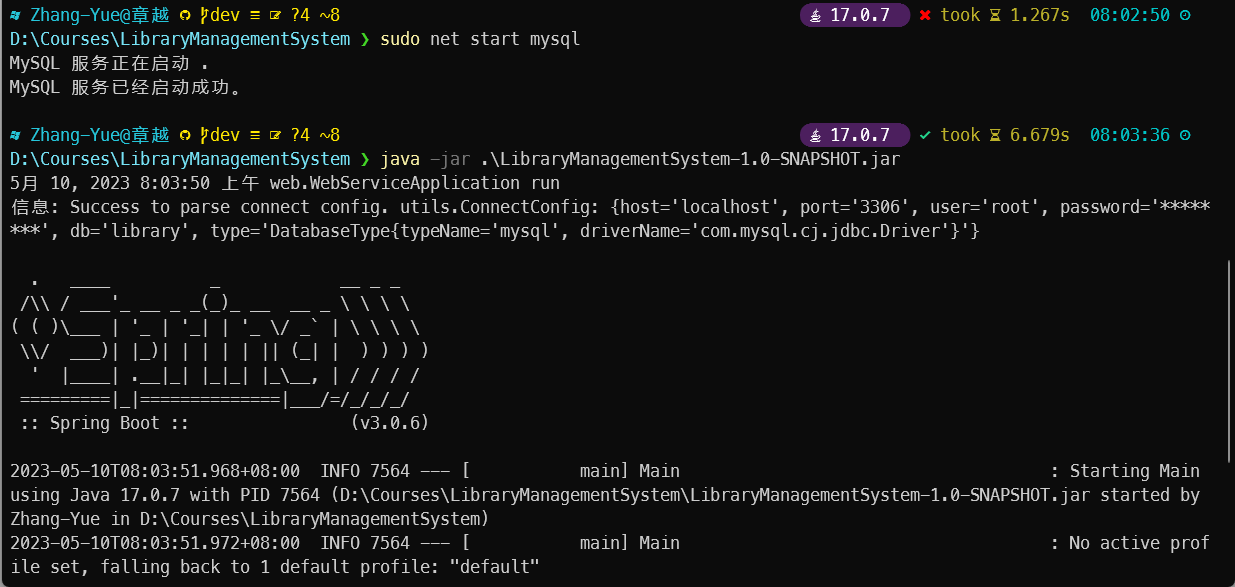 Zhang-Yue@章越 dev ≡ ?4 ~8 17.0.7 ✘ took 1.267s 08:02:50
D:\Courses\LibraryManagementSystem ❯ sudo net start mysql
MySQL 服务正在启动 .
MySQL 服务已经启动成功。
Zhang-Yue@章越 dev ≡ ?4 ~8 17.0.7 ✓ took 6.679s 08:03:36
D:\Courses\LibraryManagementSystem ❯ java -jar .\LibraryManagementSystem-1.0-SNAPSHOT.jar
5月 10, 2023 8:03:50 上午 web.WebServiceApplication run
信息: Success to parse connect config. utils.ConnectConfig: {host='localhost', port='3306', user='root', password='*****
***', db='library', type='DatabaseType{typeName='mysql', driverName='com.mysql.cj.jdbc.Driver'}'}
  .   ____          _            __ _ _
 /\\ / ___'_ __ _ _(_)_ __  __ _ \ \ \ \
( ( )\___ | '_ | '_| | '_ \/ _` | \ \ \ \
 \\/  ___)| |_)| | | | | || (_| |  ) ) ) )
  '  |____| .__|_| |_|_| |_\__, | / / / /
 =========|_|==============|___/=/_/_/_/
 :: Spring Boot ::                (v3.0.6)
2023-05-10T08:03:51.968+08:00  INFO 7564 --- [           main] Main                                     : Starting Main
using Java 17.0.7 with PID 7564 (D:\Courses\LibraryManagementSystem\LibraryManagementSystem-1.0-SNAPSHOT.jar started by
Zhang-Yue in D:\Courses\LibraryManagementSystem)
2023-05-10T08:03:51.972+08:00  INFO 7564 --- [           main] Main                                     : No active prof
ile set, falling back to 1 default profile: "default"